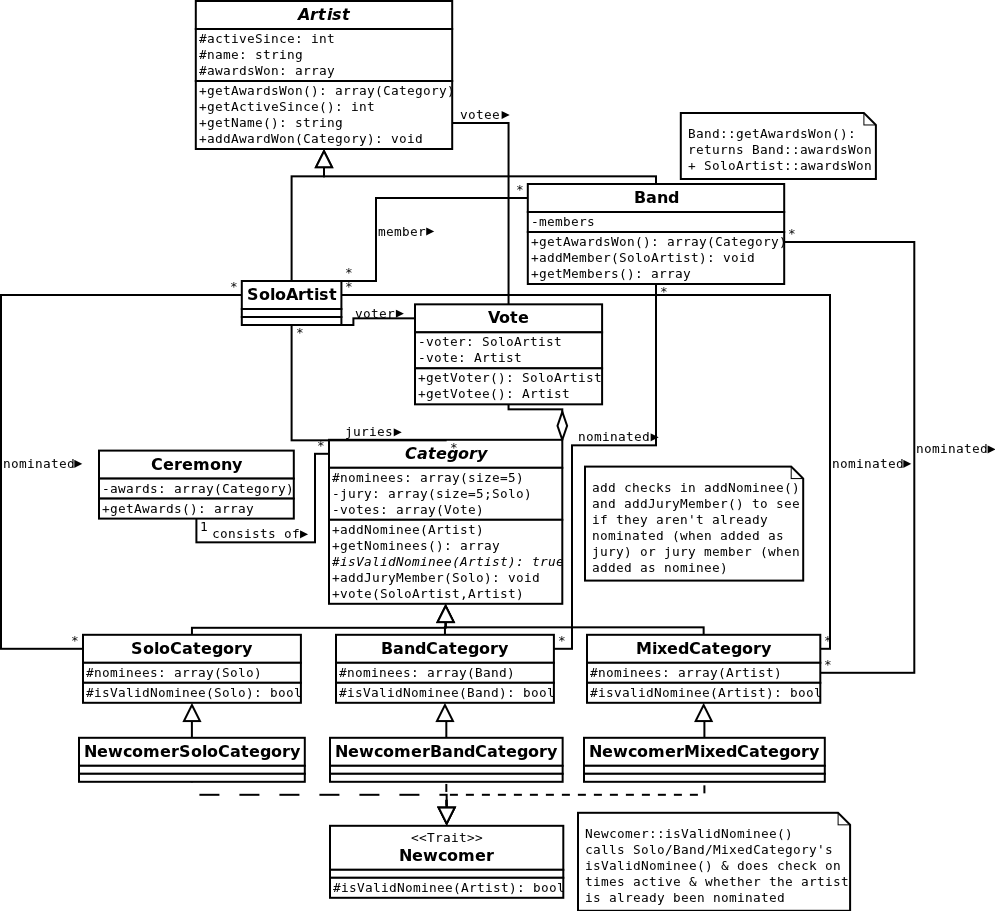 Artist
#activeSince: int
#name: string
#awardsWon: array
+getAwardsWon(): array(Category)
+getActiveSince(): int
+getName(): string
+addAwardWon(Category): void
votee▶
Band::getAwardsWon():
returns Band::awardsWon
+ SoloArtist::awardsWon
*
Band
-members
+getAwardsWon(): array(Category)
+addMember(SoloArtist): void
+getMembers(): array
*
member▶
*
*
*
SoloArtist
*
voter▶
*
Vote
-voter: SoloArtist
-vote: Artist
+getVoter(): SoloArtist
+getVotee(): Artist
juries▶
*
*
nominated▶
nominated▶
nominated▶
nominated▶
Ceremony
-awards: array(Category)
+getAwards(): array
1
consists of▶
Category
#nominees: array(size=5)
-jury: array(size=5;Solo)
-votes: array(Vote)
+addNominee(Artist)
+getNominees(): array
#isValidNominee(Artist): true
+addJuryMember(Solo): void
+vote(SoloArtist,Artist)
add checks in addNominee()
and addJuryMember() to see
if they aren't already
nominated (when added as
jury) or jury member (when
added as nominee)
*
SoloCategory
#nominees: array(Solo)
#isValidNominee(Solo): bool
*
BandCategory
#nominees: array(Band)
#isValidNominee(Band): bool
*
*
MixedCategory
#nominees: array(Artist)
#isvalidNominee(Artist): bool
NewcomerSoloCategory
NewcomerBandCategory
NewcomerMixedCategory
<<Trait>>
Newcomer
#isValidNominee(Artist): bool
Newcomer::isValidNominee()
calls Solo/Band/MixedCategory's
isValidNominee() & does check on
times active & whether the artist
is already been nominated